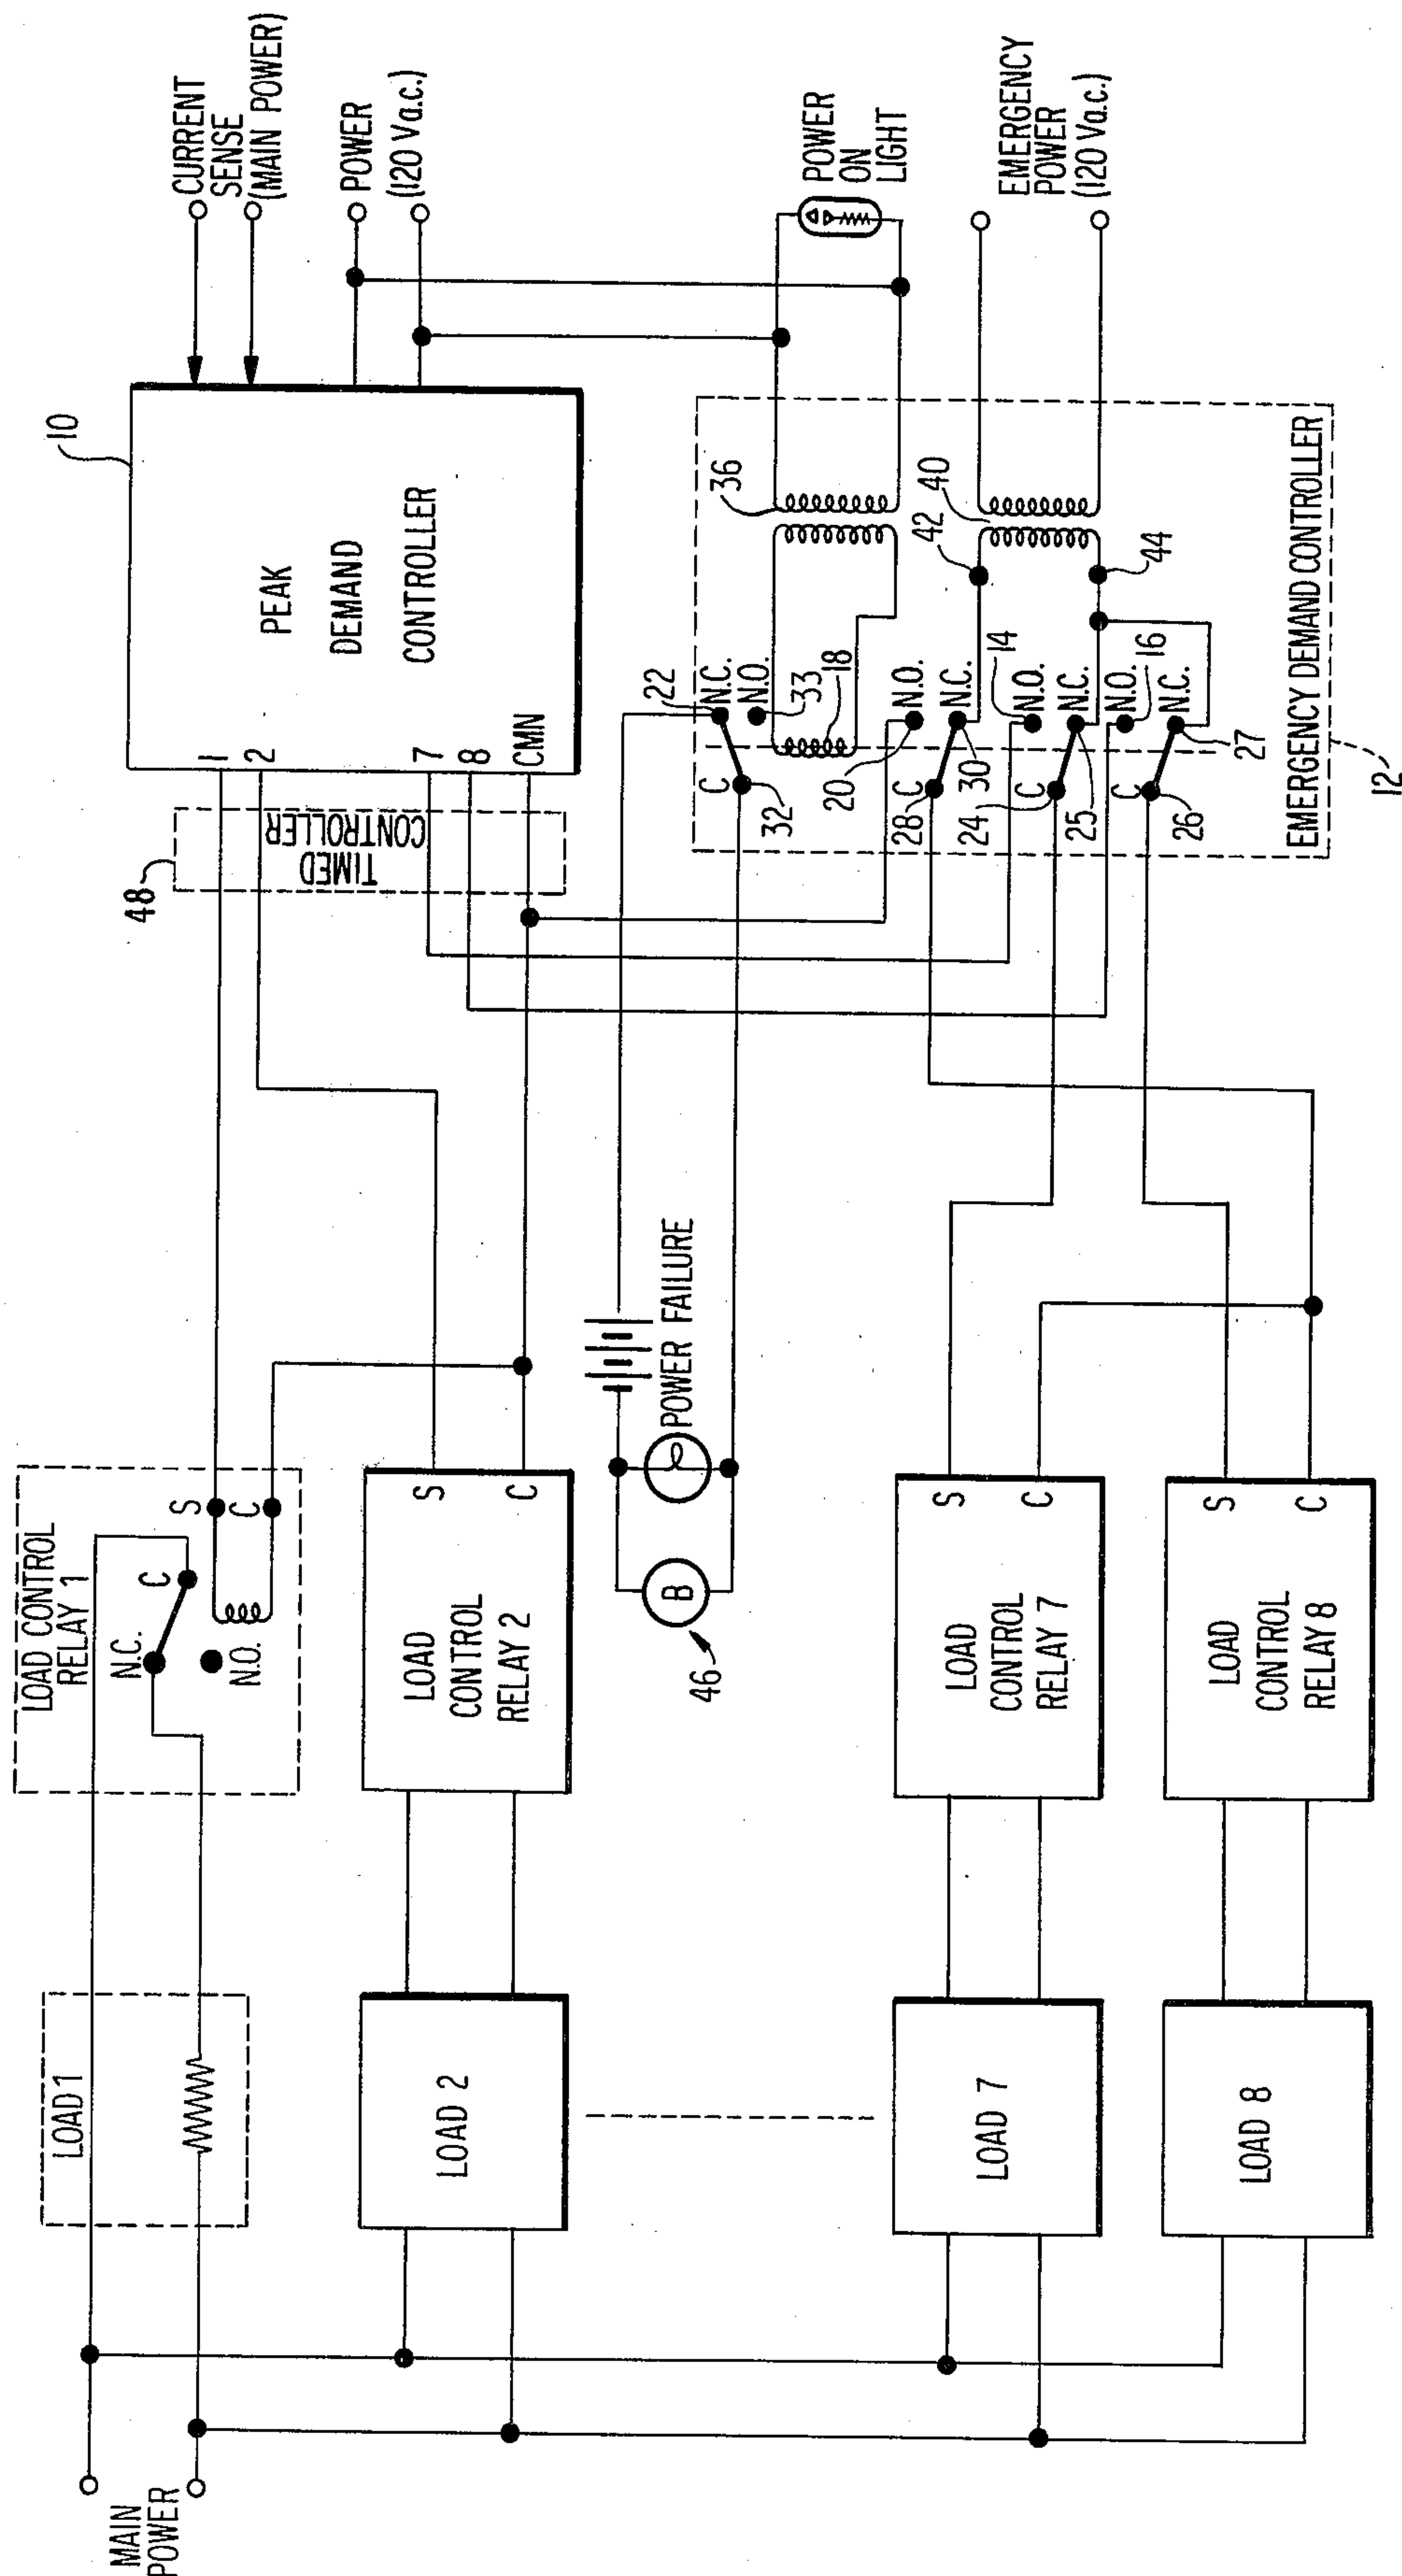 MAIN
POWER
LOAD 1
LOAD 2
LOAD 7
LOAD 8
LOAD CONTROL
RELAY 1
N.C.
C
N.O.
S
C
LOAD
CONTROL
RELAY 2
S
C
46
B
POWER FAILURE
LOAD
CONTROL
RELAY 7
S
C
LOAD
CONTROL
RELAY 8
S
C
48
TIMED
CONTROLLER
10
1
2
7
8
CMN
PEAK
DEMAND
CONTROLLER
CURRENT
SENSE
(MAIN POWER)
POWER
(120 Va.c.)
POWER
ON
LIGHT
EMERGENCY
POWER
(120 Va.c.)
22
N.C.
N.O.
33
C
32
18
36
20
N.O.
N.C.
C
28
30
42
40
14
N.O.
N.C.
C
24
25
44
16
N.O.
N.C.
C
26
27
EMERGENCY DEMAND CONTROLLER
12